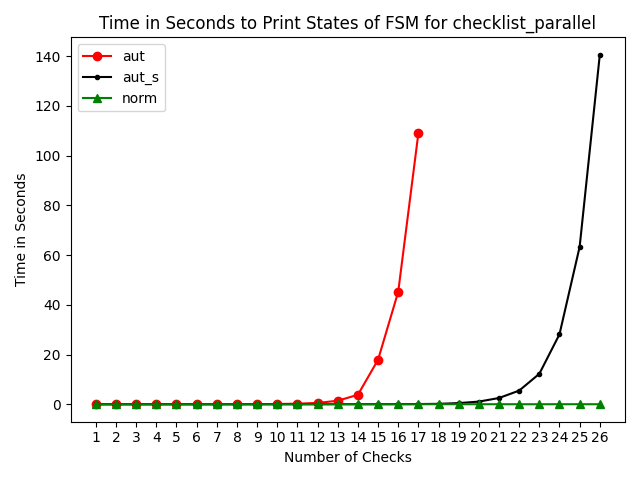 Time in Seconds to Print States of FSM for checklist_parallel
aut
aut_s
norm
140
120
100
80
60
40
20
0
Time in Seconds
1 2 3 4 5 6 7 8 9 10 11 12 13 14 15 16 17 18 19 20 21 22 23 24 25 26
Number of Checks